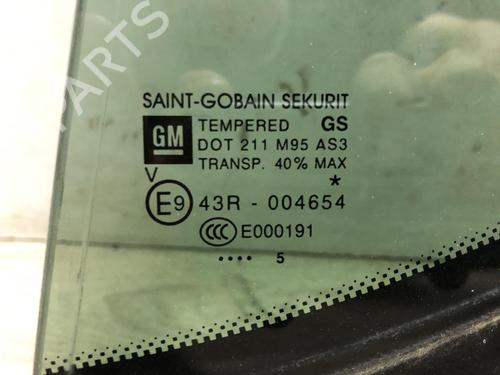 PARTS
SAINT-GOBAIN SEKURIT
GM TEMPERED GS
DOT 211 M95 AS3
TRANSP. 40% MAX
V *
E9 43R - 004654
CCC E000191
•••• 5